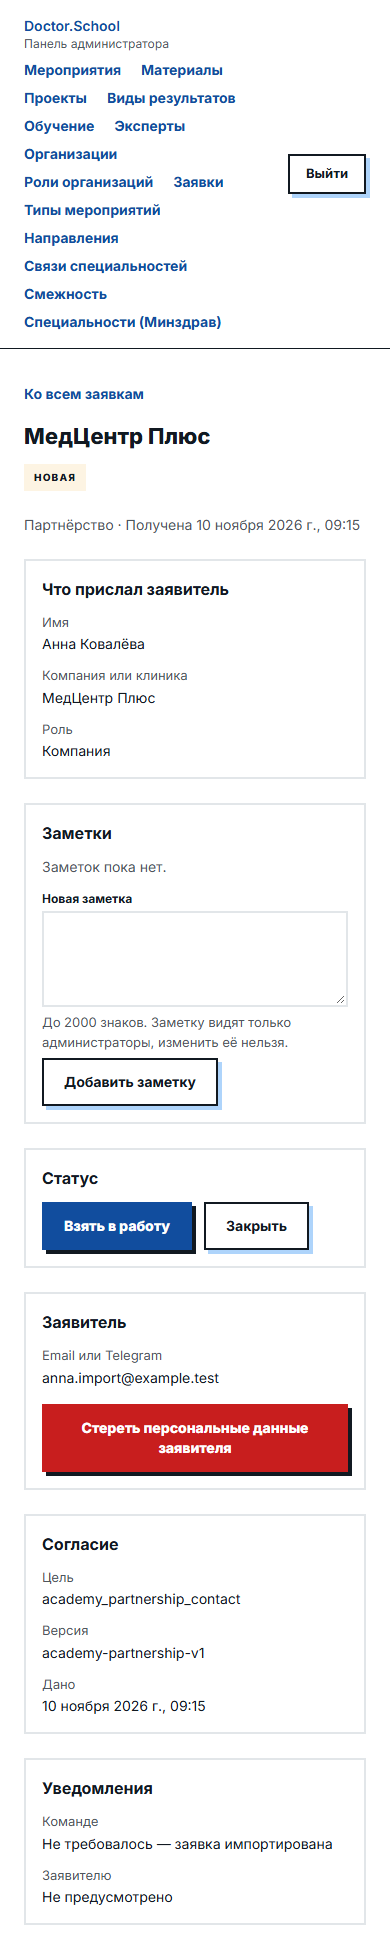 Doctor.School
Панель администратора
Мероприятия Материалы
Проекты Виды результатов
Обучение Эксперты
Организации
Роли организаций Заявки
Типы мероприятий
Направления
Связи специальностей
Смежность
Специальности (Минздрав)
Выйти
Ко всем заявкам
МедЦентр Плюс
НОВАЯ
Партнёрство · Получена 10 ноября 2026 г., 09:15
Что прислал заявитель
Имя
Анна Ковалёва
Компания или клиника
МедЦентр Плюс
Роль
Компания
Заметки
Заметок пока нет.
Новая заметка
До 2000 знаков. Заметку видят только
администраторы, изменить её нельзя.
Добавить заметку
Статус
Взять в работу Закрыть
Заявитель
Email или Telegram
anna.import@example.test
Стереть персональные данные
заявителя
Согласие
Цель
academy_partnership_contact
Версия
academy-partnership-v1
Дано
10 ноября 2026 г., 09:15
Уведомления
Команде
Не требовалось — заявка импортирована
Заявителю
Не предусмотрено